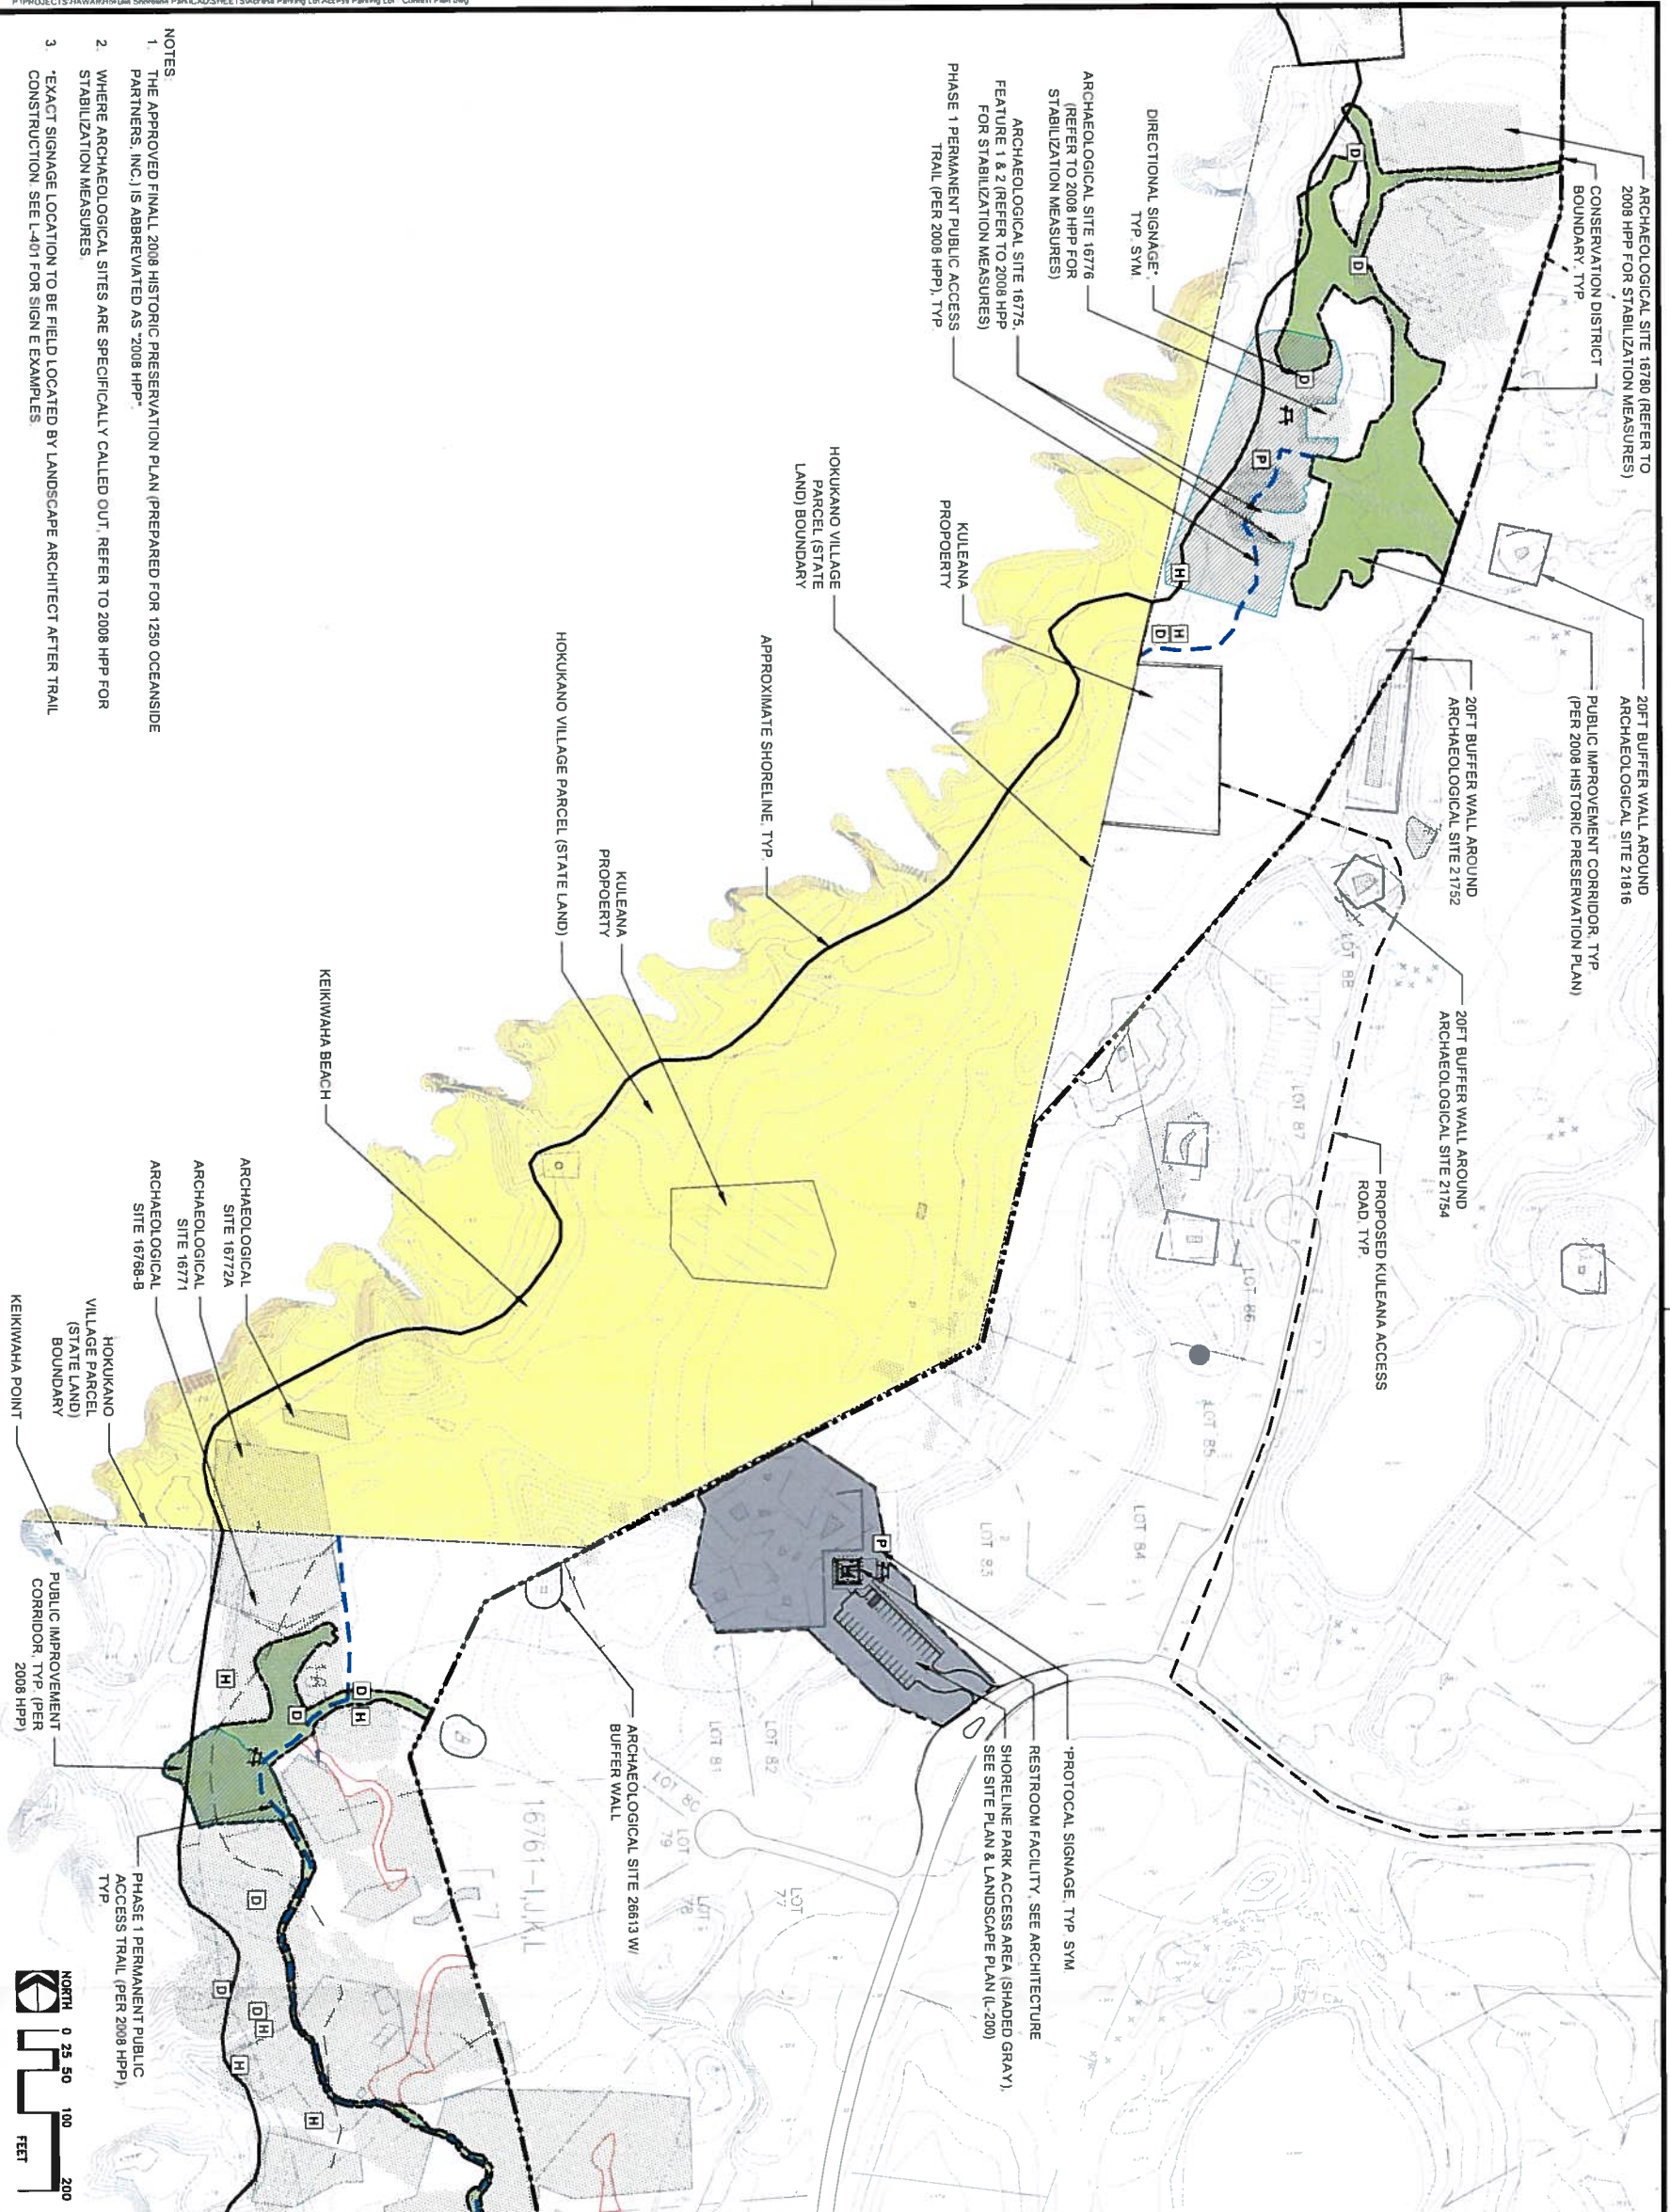 ARCHAEOLOGICAL SITE 16780 (REFER TO
2008 HPP FOR STABILIZATION MEASURES)
CONSERVATION DISTRICT
BOUNDARY, TYP
20FT BUFFER WALL AROUND
ARCHAEOLOGICAL SITE 21816
PUBLIC IMPROVEMENT CORRIDOR, TYP.
(PER 2008 HISTORIC PRESERVATION PLAN)
20FT BUFFER WALL AROUND
ARCHAEOLOGICAL SITE 21752
20FT BUFFER WALL AROUND
ARCHAEOLOGICAL SITE 21754
PROPOSED KULEANA ACCESS
ROAD, TYP.
DIRECTIONAL SIGNAGE*,
TYP. SYM.
ARCHAEOLOGICAL SITE 16776
(REFER TO 2008 HPP FOR
STABILIZATION MEASURES)
ARCHAEOLOGICAL SITE 16775,
FEATURE 1 & 2 (REFER TO 2008 HPP
FOR STABILIZATION MEASURES)
PHASE 1 PERMANENT PUBLIC ACCESS
TRAIL (PER 2008 HPP), TYP.
KULEANA
PROPOERTY
HOKUKANO VILLAGE
PARCEL (STATE
LAND) BOUNDARY
APPROXIMATE SHORELINE, TYP.
KULEANA
PROPOERTY
HOKUKANO VILLAGE PARCEL (STATE LAND)
KEIKIWAHA BEACH
ARCHAEOLOGICAL
SITE 16772A
ARCHAEOLOGICAL
SITE 16771
ARCHAEOLOGICAL
SITE 16768-B
HOKUKANO
VILLAGE PARCEL
(STATE LAND)
BOUNDARY
KEIKIWAHA POINT
PUBLIC IMPROVEMENT
CORRIDOR, TYP. (PER
2008 HPP)
PHASE 1 PERMANENT PUBLIC
ACCESS TRAIL (PER 2008 HPP),
TYP.
*PROTOCAL SIGNAGE, TYP. SYM.
RESTROOM FACILITY, SEE ARCHITECTURE
SHORELINE PARK ACCESS AREA (SHADED GRAY),
SEE SITE PLAN & LANDSCAPE PLAN (L-200)
ARCHAEOLOGICAL SITE 26613 W/
BUFFER WALL
LOT 88
LOT 87
LOT 86
LOT 85
LOT 84
LOT 83
LOT 82
LOT 81
LOT 80
LOT
79
LOT
78
LOT
77
16761-I,J,K,L
D
D
D
P
H
H
D
P
H
D
D
H
D
D
D
H
H
H
NOTES:
1. THE APPROVED FINALL 2008 HISTORIC PRESERVATION PLAN (PREPARED FOR 1250 OCEANSIDE
PARTNERS, INC.) IS ABBREVIATED AS "2008 HPP".
2. WHERE ARCHAEOLOGICAL SITES ARE SPECIFICALLY CALLED OUT, REFER TO 2008 HPP FOR
STABILIZATION MEASURES.
3. *EXACT SIGNAGE LOCATION TO BE FIELD LOCATED BY LANDSCAPE ARCHITECT AFTER TRAIL
CONSTRUCTION. SEE L-401 FOR SIGN E EXAMPLES.
NORTH
0 25 50 100 200
FEET